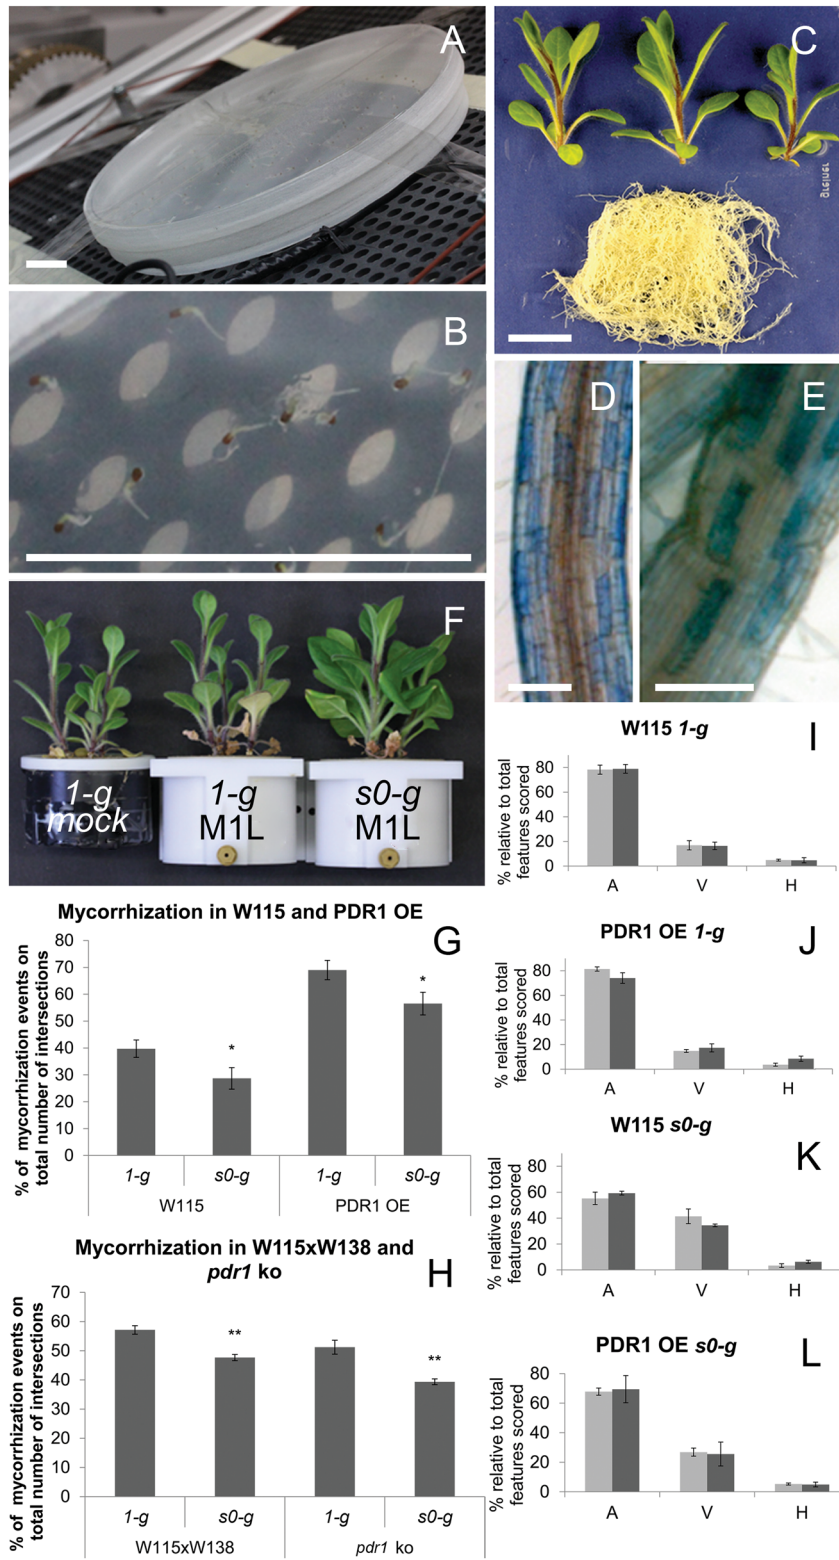 A
B
C
greiner
D
E
F
1-g
mock
1-g
M1L
s0-g
M1L
Mycorrhization in W115 and PDR1 OE
G
% of mycorrhization events on
total number of intersections
80
70
60
50
40
30
20
10
0
*
*
1-g
s0-g
1-g
s0-g
W115
PDR1 OE
Mycorrhization in W115xW138 and
pdr1 ko
H
% of mycorrhization events on
total number of intersections
70
60
50
40
30
20
10
0
**
**
1-g
s0-g
1-g
s0-g
W115xW138
pdr1 ko
W115 1-g
I
% relative to total
features scored
80
60
40
20
0
A
V
H
PDR1 OE 1-g
J
% relative to total
features scored
80
60
40
20
0
A
V
H
W115 s0-g
K
% relative to total
features scored
80
60
40
20
0
A
V
H
PDR1 OE s0-g
L
% relative to total
features scored
80
60
40
20
0
A
V
H